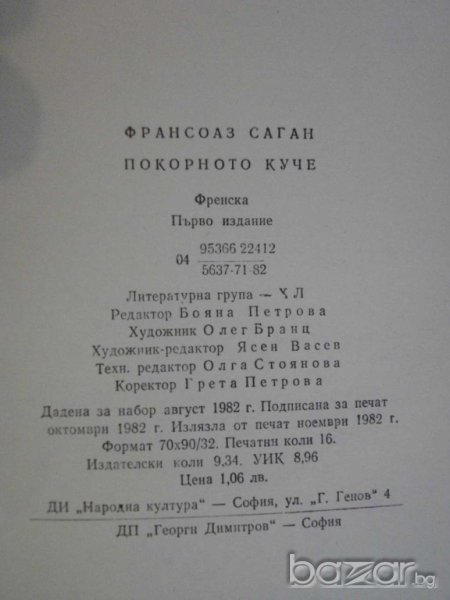 ФРАНСОАЗ САГАН
ПОКОРНОТО КУЧЕ
Френска
Първо издание
04 95366 22412
5637-71-82
Литературна група — ХЛ
Редактор Бояна Петрова
Художник Олег Бранц
Художник-редактор Ясен Васев
Техн. редактор Олга Стоянова
Коректор Грета Петрова
Дадена за набор август 1982 г. Подписана за печат
октомври 1982 г. Излязла от печат ноември 1982 г.
Формат 70х90/32. Печатни коли 16.
Издателски коли 9,34. УИК 8,96
Цена 1,06 лв.
ДИ „Народна култура“ — София, ул. „Г. Генов“ 4
ДП „Георги Димитров“ — София
bazar.bg